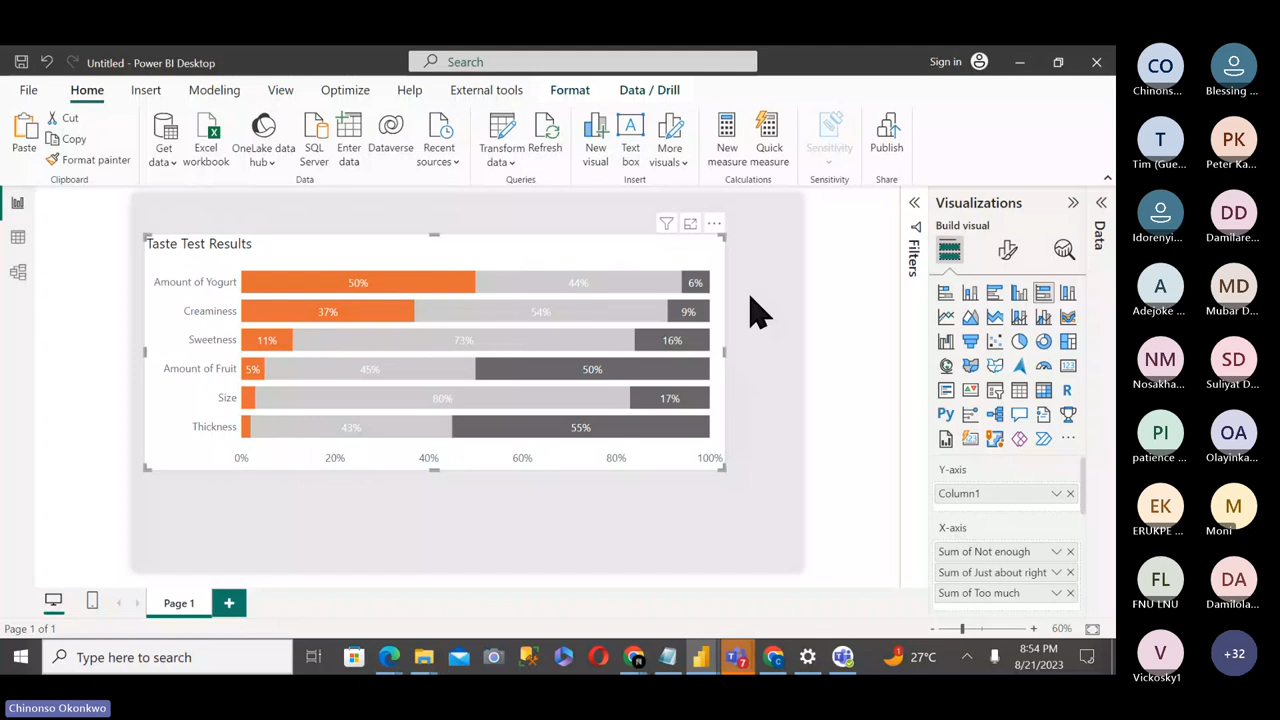 Untitled - Power BI Desktop
Search
Sign in
File
Home
Insert
Modeling
View
Optimize
Help
External tools
Format
Data / Drill
Paste
Cut
Copy
Format painter
Clipboard
Get data
Excel workbook
OneLake data hub
SQL Server
Enter data
Dataverse
Recent sources
Data
Transform data
Refresh
Queries
New visual
Text box
More visuals
Insert
New measure
Quick measure
Calculations
Sensitivity
Sensitivity
Publish
Share
Taste Test Results
Amount of Yogurt 50% 44% 6%
Creaminess 37% 54% 9%
Sweetness 11% 73% 16%
Amount of Fruit 5% 45% 50%
Size 80% 17%
Thickness 43% 55%
0% 20% 40% 60% 80% 100%
Filters
Visualizations
Build visual
123
R
Py
Y-axis
Column1
X-axis
Sum of Not enough
Sum of Just about right
Sum of Too much
Data
Page 1
Page 1 of 1
- + 60%
Type here to search
27°C
8:54 PM
8/21/2023
CO
Chinons...
Blessing ...
T
Tim (Gue...
PK
Peter Ka...
Idorenyi...
DD
Damilare...
A
Adejoke ...
MD
Mubar D...
NM
Nosakha...
SD
Suliyat D...
PI
patience ...
OA
Olayinka...
EK
ERUKPE ...
M
Moni
FL
FNU LNU
DA
Damilola...
V
Vickosky1
+32
Chinonso Okonkwo